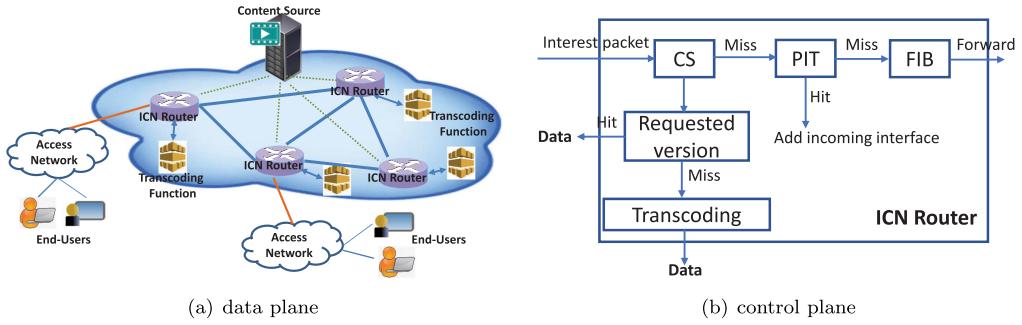 Content Source
ICN Router
Transcoding
Function
ICN Router
Access
Network
ICN Router
ICN Router
Transcoding
Function
End-Users
Access
Network
End-Users
(a) data plane
Interest packet
CS
Miss
PIT
Miss
FIB
Forward
Hit
Add incoming interface
Data
Hit
Requested
version
Miss
Transcoding
ICN Router
Data
(b) control plane